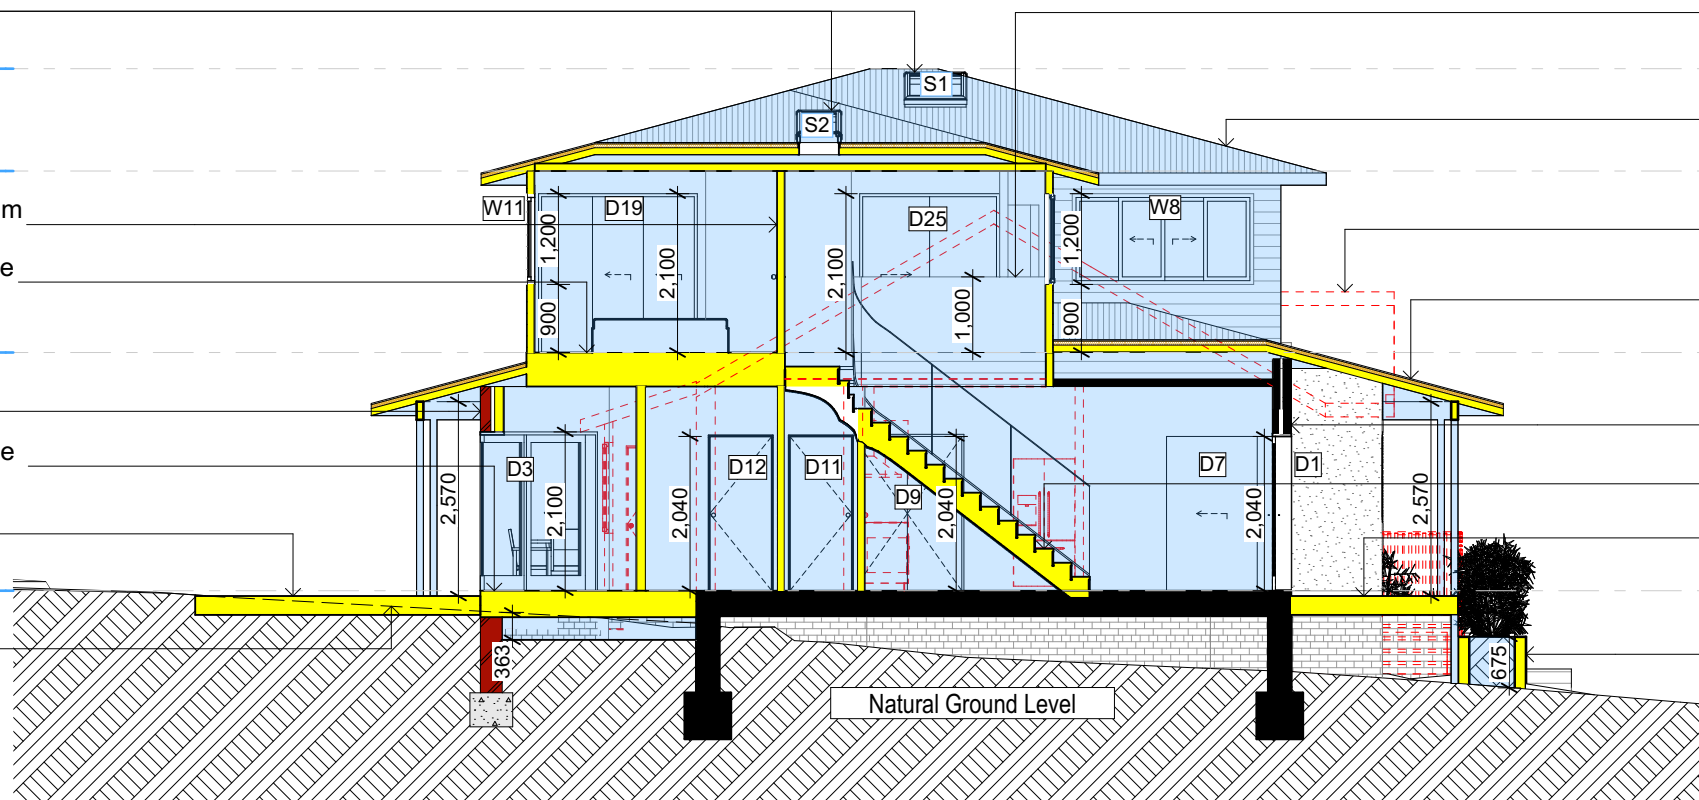 S1
S2
m
W11
D19
D25
W8
1,200
2,100
2,100
1,200
e
900
1,000
900
e
D3
D12
D11
D9
D7
D1
2,570
2,100
2,040
2,040
2,040
2,570
363
675
Natural Ground Level